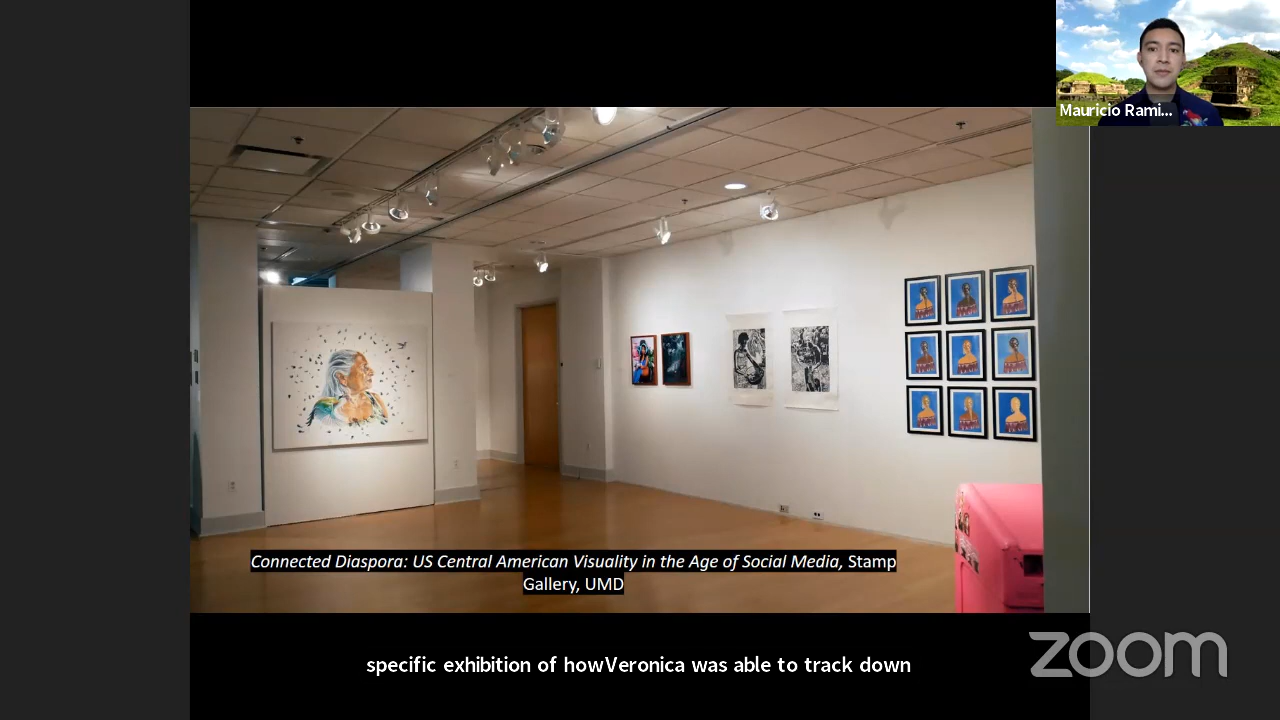 Mauricio Rami...
Connected Diaspora: US Central American Visuality in the Age of Social Media, Stamp
Gallery, UMD
specific exhibition of howVeronica was able to track down
zoom